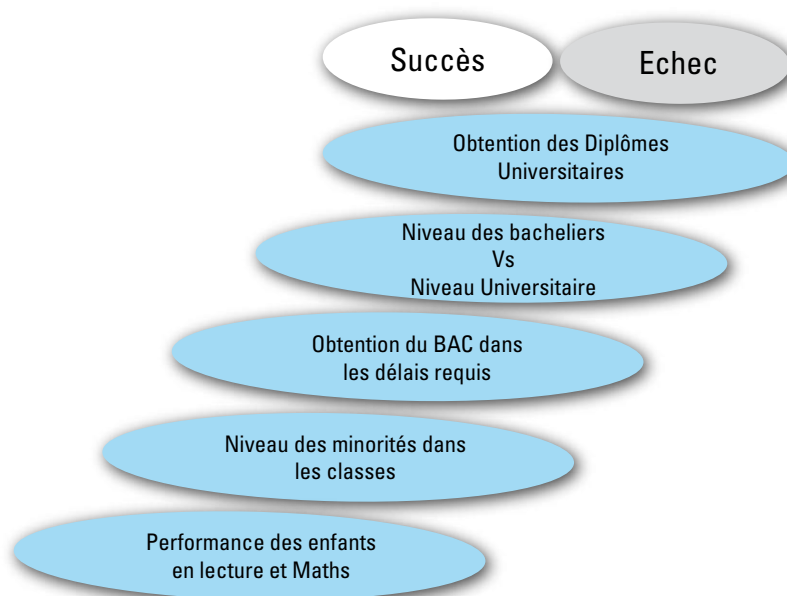 Succès
Echec
Obtention des Diplômes
Universitaires
Niveau des bacheliers
Vs
Niveau Universitaire
Obtention du BAC dans
les délais requis
Niveau des minorités dans
les classes
Performance des enfants
en lecture et Maths